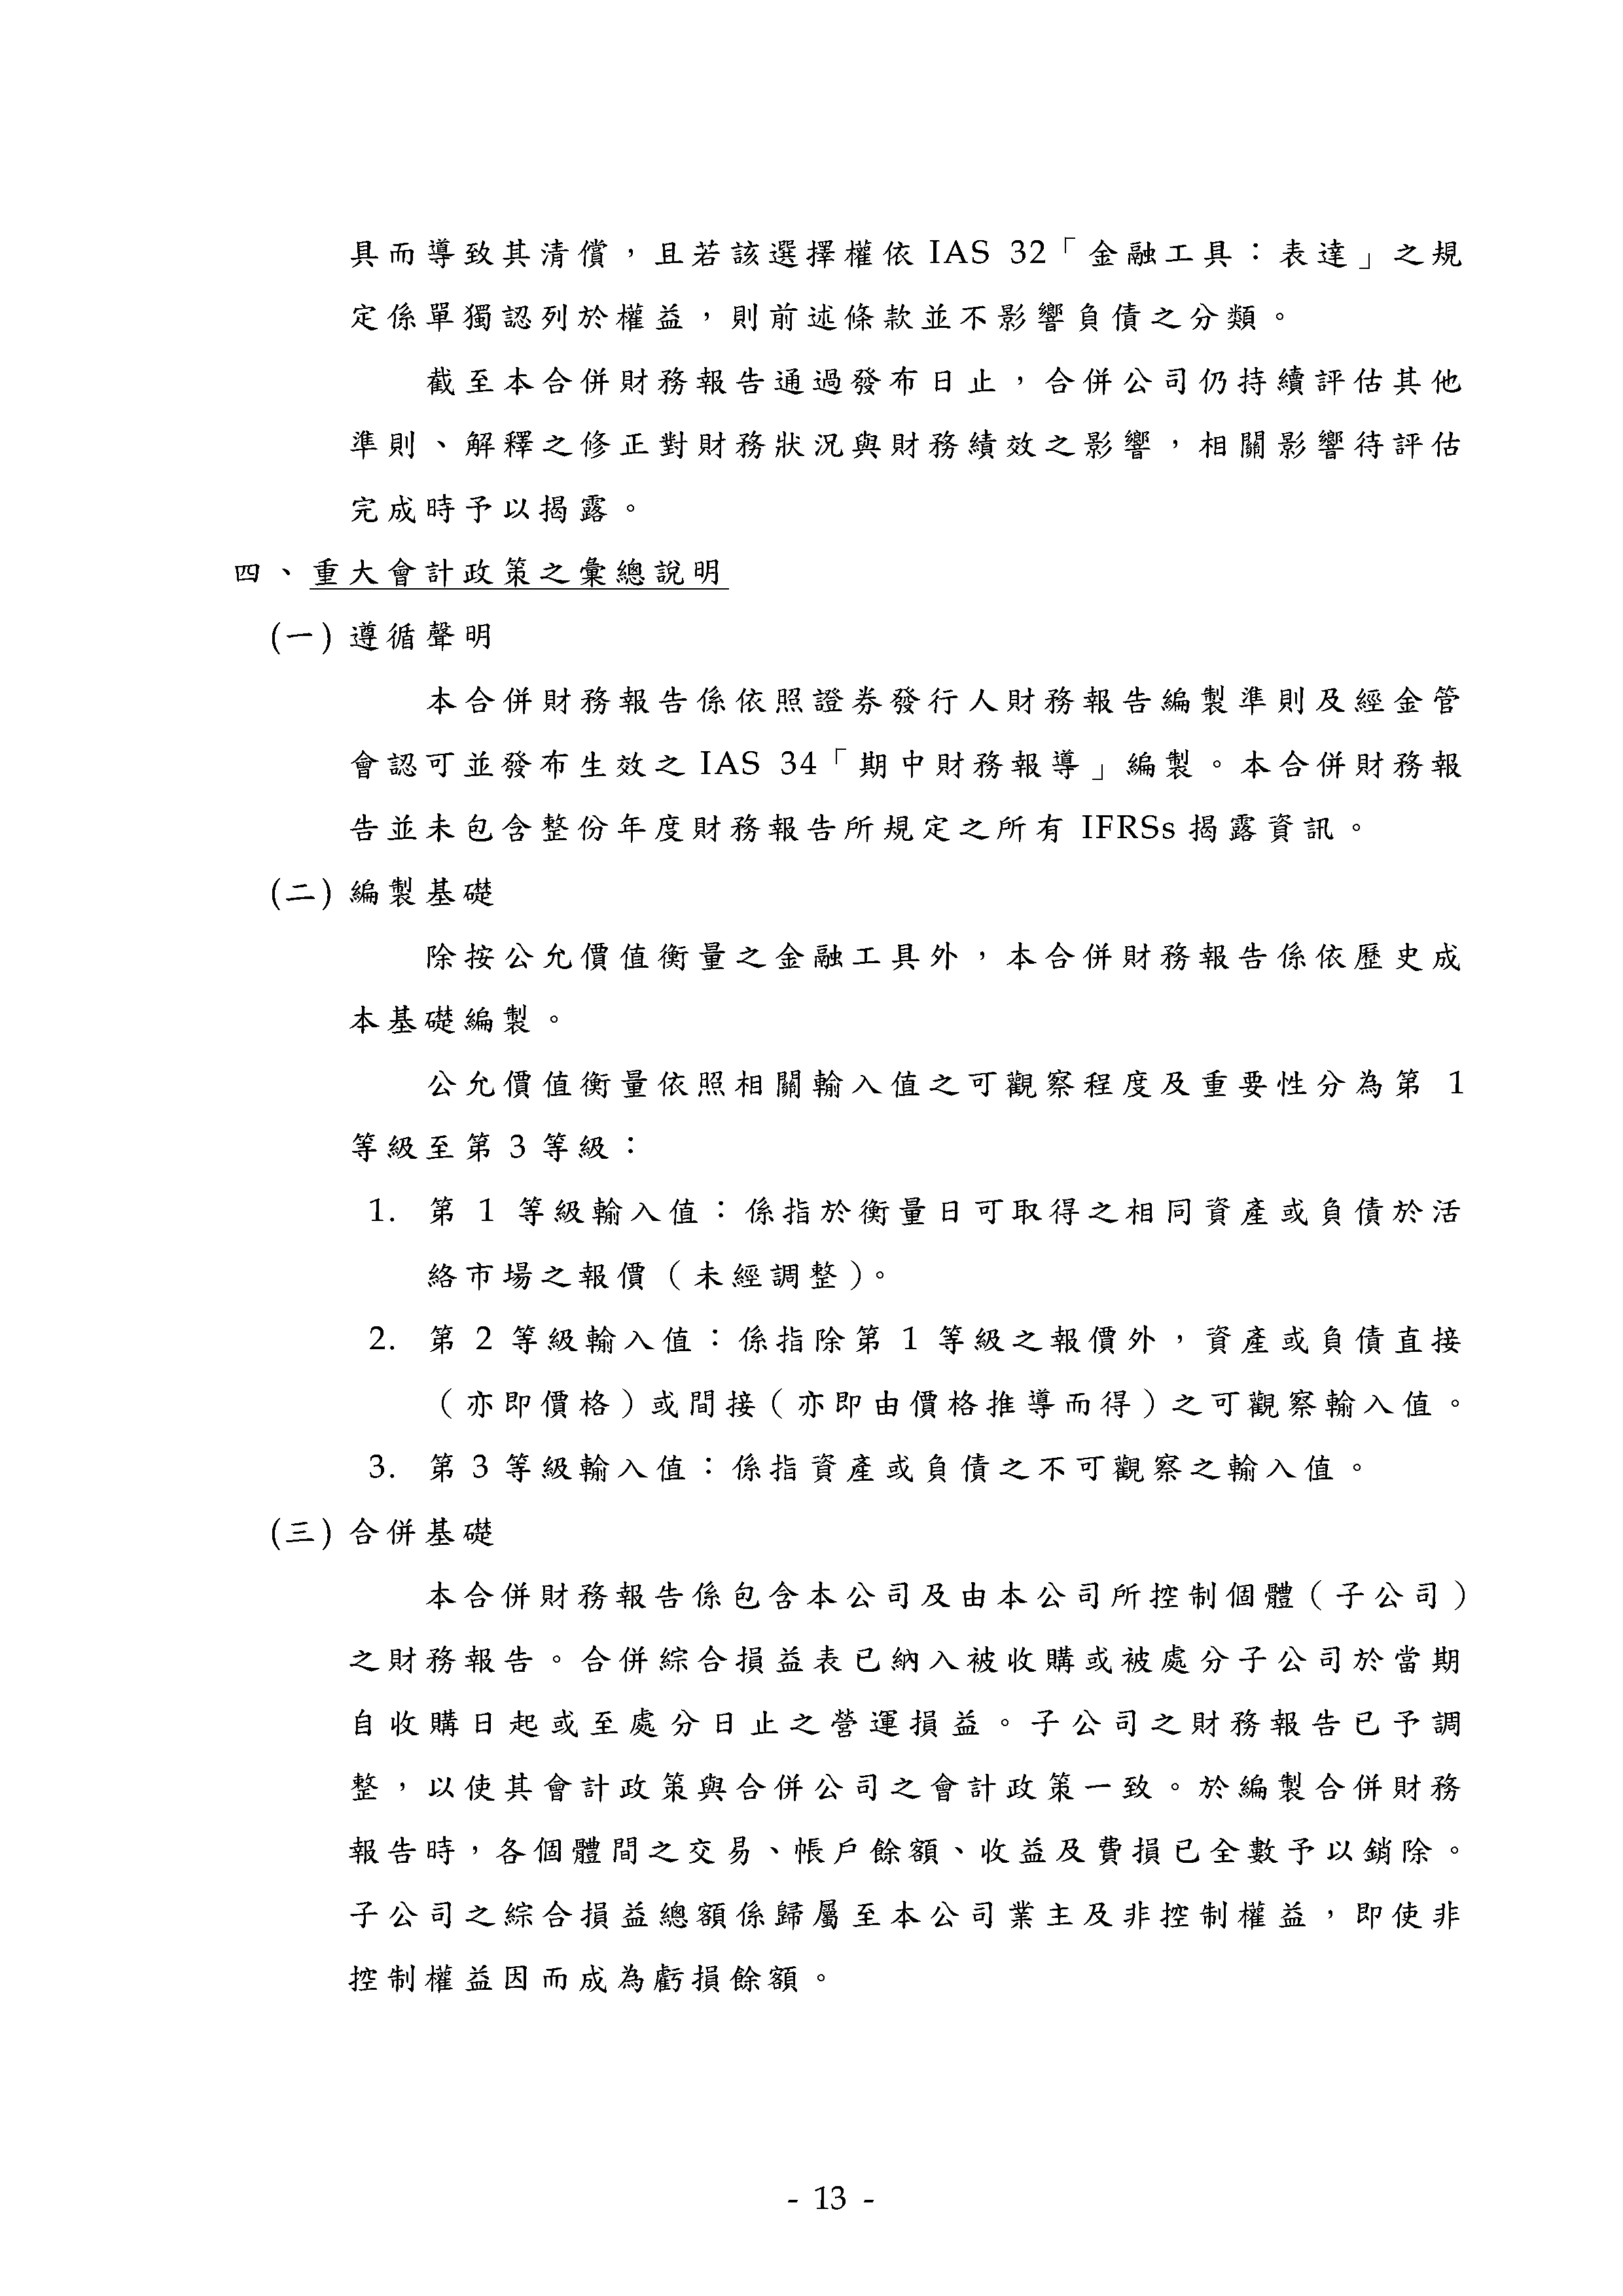 具而導致其清償，且若該選擇權依 IAS 32「金融工具：表達」之規
定係單獨認列於權益，則前述條款並不影響負債之分類。
截至本合併財務報告通過發布日止，合併公司仍持續評估其他
準則、解釋之修正對財務狀況與財務績效之影響，相關影響待評估
完成時予以揭露。
四、重大會計政策之彙總說明
(一) 遵循聲明
本合併財務報告係依照證券發行人財務報告編製準則及經金管
會認可並發布生效之 IAS 34「期中財務報導」編製。本合併財務報
告並未包含整份年度財務報告所規定之所有 IFRSs 揭露資訊。
(二) 編製基礎
除按公允價值衡量之金融工具外，本合併財務報告係依歷史成
本基礎編製。
公允價值衡量依照相關輸入值之可觀察程度及重要性分為第 1
等級至第 3 等級：
1. 第 1 等級輸入值：係指於衡量日可取得之相同資產或負債於活
絡市場之報價（未經調整）。
2. 第 2 等級輸入值：係指除第 1 等級之報價外，資產或負債直接
（亦即價格）或間接（亦即由價格推導而得）之可觀察輸入值。
3. 第 3 等級輸入值：係指資產或負債之不可觀察之輸入值。
(三) 合併基礎
本合併財務報告係包含本公司及由本公司所控制個體（子公司）
之財務報告。合併綜合損益表已納入被收購或被處分子公司於當期
自收購日起或至處分日止之營運損益。子公司之財務報告已予調
整，以使其會計政策與合併公司之會計政策一致。於編製合併財務
報告時，各個體間之交易、帳戶餘額、收益及費損已全數予以銷除。
子公司之綜合損益總額係歸屬至本公司業主及非控制權益，即使非
控制權益因而成為虧損餘額。
- 13 -